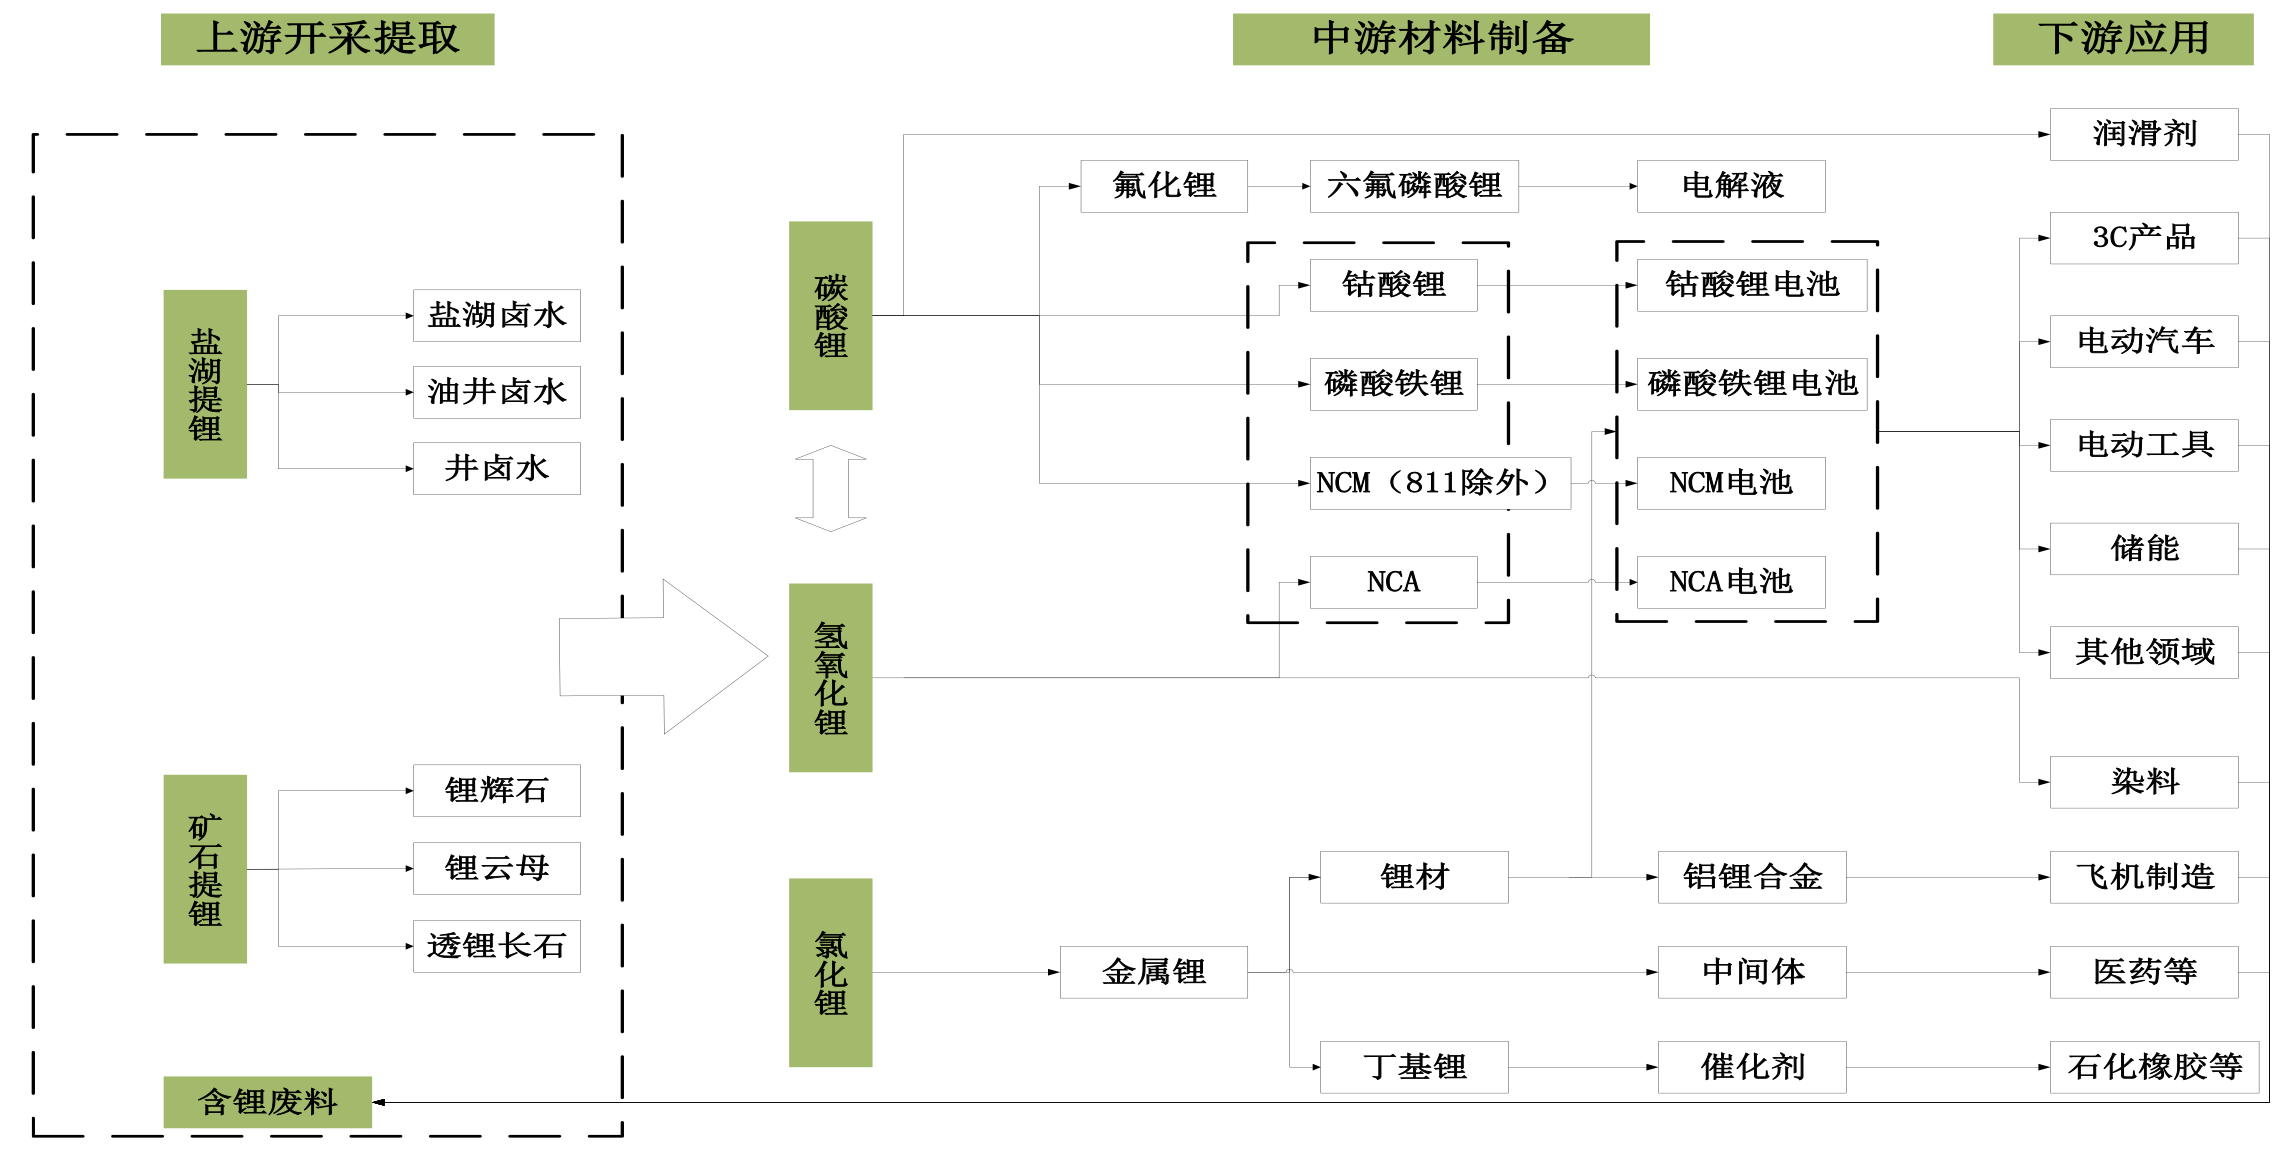 上游开采提取
中游材料制备
下游应用
盐湖提锂
盐湖卤水
油井卤水
井卤水
矿石提锂
锂辉石
锂云母
透锂长石
含锂废料
碳酸锂
氢氧化锂
氯化锂
氟化锂
六氟磷酸锂
电解液
钴酸锂
钴酸锂电池
磷酸铁锂
磷酸铁锂电池
NCM（811除外）
NCM电池
NCA
NCA电池
金属锂
锂材
铝锂合金
中间体
丁基锂
催化剂
润滑剂
3C产品
电动汽车
电动工具
储能
其他领域
染料
飞机制造
医药等
石化橡胶等